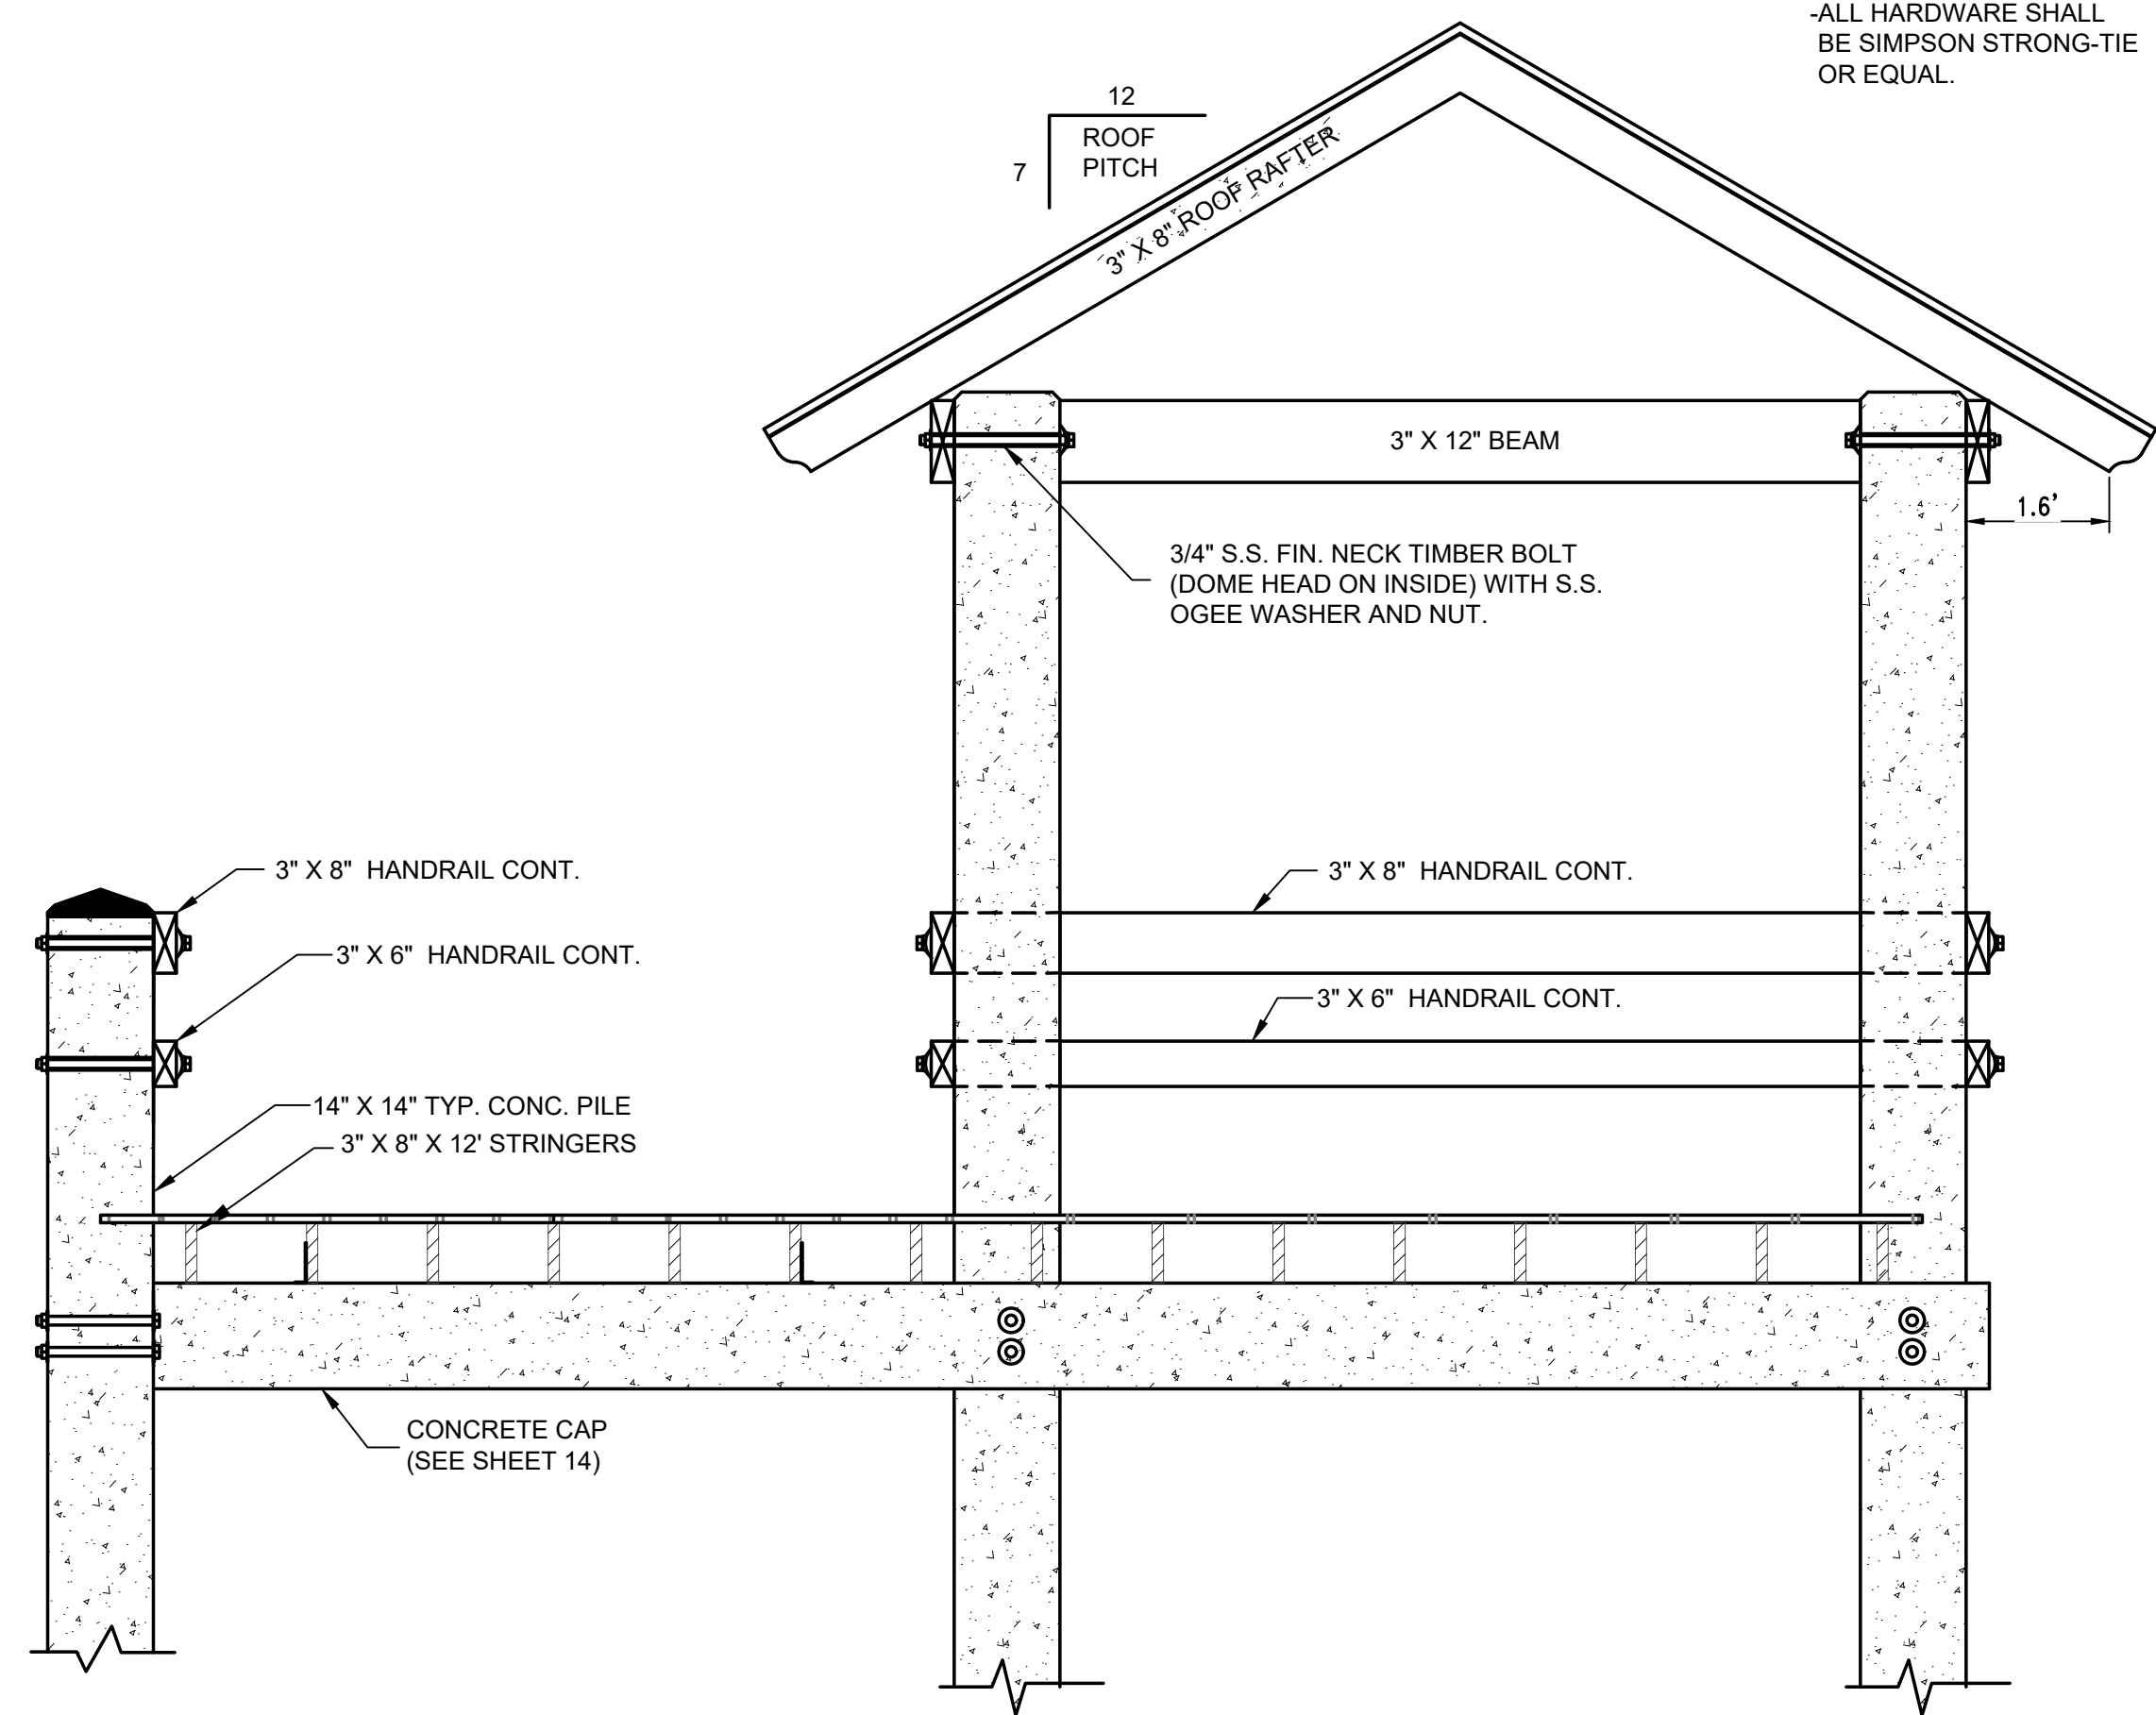 -ALL HARDWARE SHALL
BE SIMPSON STRONG-TIE
OR EQUAL.
12
ROOF
PITCH
7
3" X 8" ROOF RAFTER
3" X 12" BEAM
1.6'
3/4" S.S. FIN. NECK TIMBER BOLT
(DOME HEAD ON INSIDE) WITH S.S.
OGEE WASHER AND NUT.
3" X 8" HANDRAIL CONT.
3" X 8" HANDRAIL CONT.
3" X 6" HANDRAIL CONT.
3" X 6" HANDRAIL CONT.
14" X 14" TYP. CONC. PILE
3" X 8" X 12' STRINGERS
CONCRETE CAP
(SEE SHEET 14)